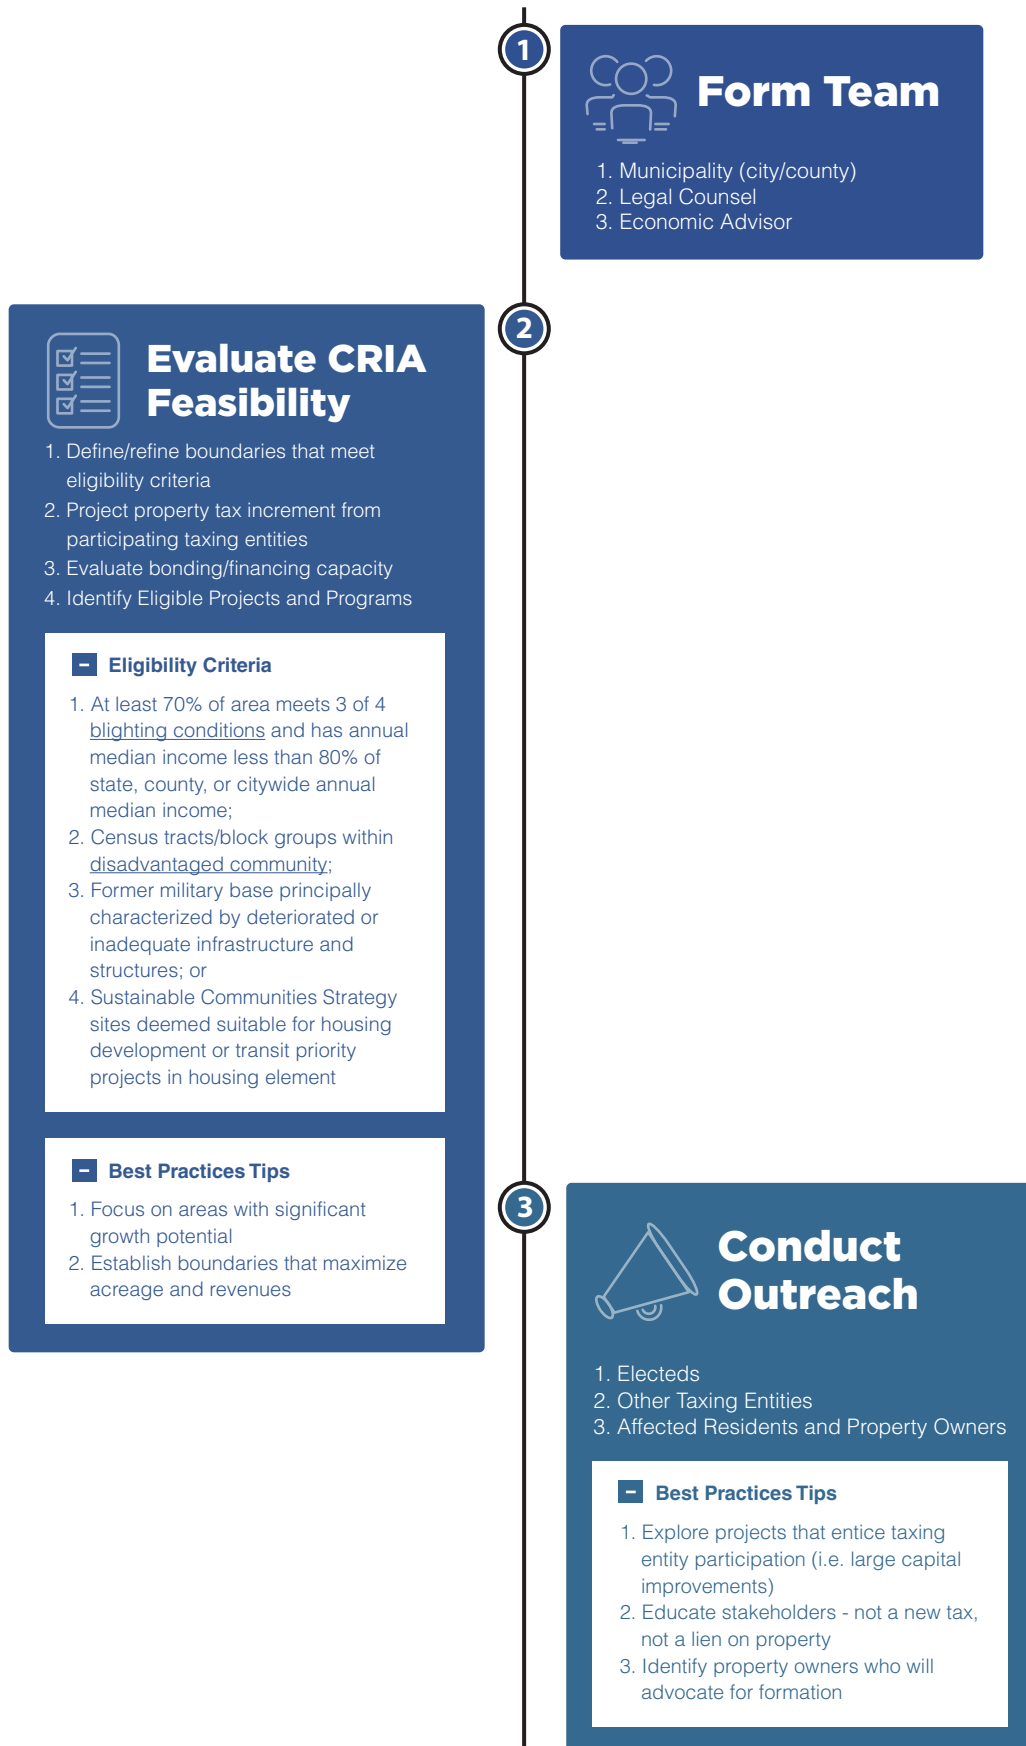 1
Form Team
1. Municipality (city/county)
2. Legal Counsel
3. Economic Advisor
2
Evaluate CRIA
Feasibility
1. Define/refine boundaries that meet
eligibility criteria
2. Project property tax increment from
participating taxing entities
3. Evaluate bonding/financing capacity
4. Identify Eligible Projects and Programs
- Eligibility Criteria
1. At least 70% of area meets 3 of 4
blighting conditions and has annual
median income less than 80% of
state, county, or citywide annual
median income;
2. Census tracts/block groups within
disadvantaged community;
3. Former military base principally
characterized by deteriorated or
inadequate infrastructure and
structures; or
4. Sustainable Communities Strategy
sites deemed suitable for housing
development or transit priority
projects in housing element
- Best Practices Tips
1. Focus on areas with significant
growth potential
2. Establish boundaries that maximize
acreage and revenues
3
Conduct
Outreach
1. Electeds
2. Other Taxing Entities
3. Affected Residents and Property Owners
- Best Practices Tips
1. Explore projects that entice taxing
entity participation (i.e. large capital
improvements)
2. Educate stakeholders - not a new tax,
not a lien on property
3. Identify property owners who will
advocate for formation